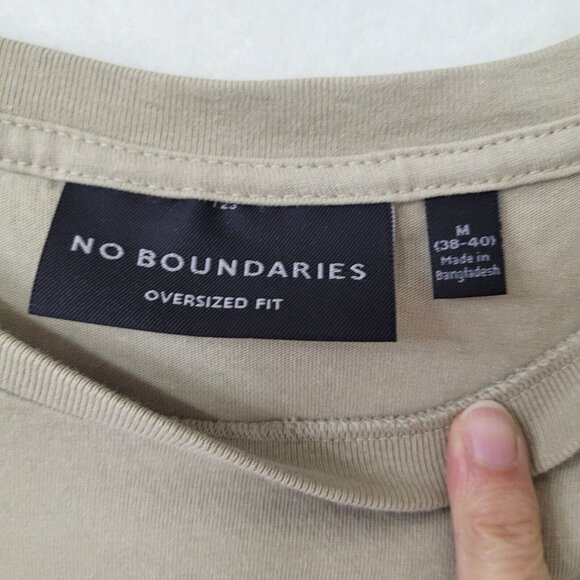 NO BOUNDARIES
OVERSIZED FIT
M
(38-40)
Made in
Bangladesh